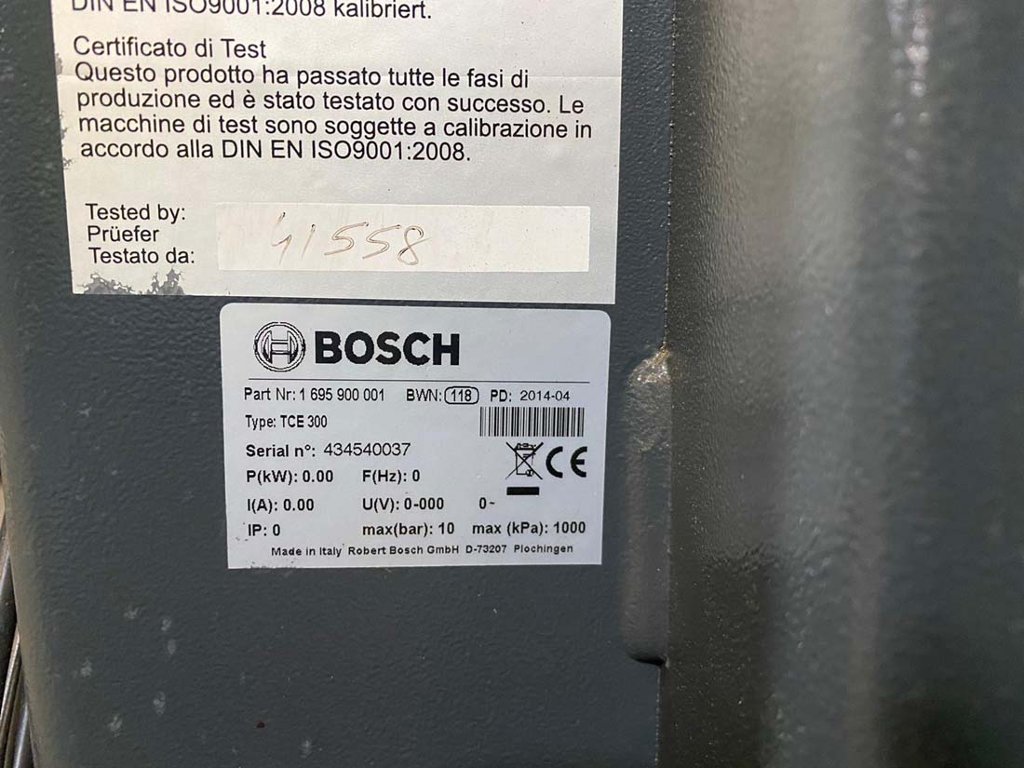 DIN EN ISO9001:2008 kalibriert.
Certificato di Test
Questo prodotto ha passato tutte le fasi di
produzione ed è stato testato con successo. Le
macchine di test sono soggette a calibrazione in
accordo alla DIN EN ISO9001:2008.
Tested by:
Prüefer
Testato da:
41558
BOSCH
Part Nr: 1 695 900 001 BWN: 118 PD: 2014-04
Type: TCE 300
Serial n°: 434540037
P(kW): 0.00 F(Hz): 0
I(A): 0.00 U(V): 0-000 0~
IP: 0 max(bar): 10 max (kPa): 1000
Made in Italy Robert Bosch GmbH D-73207 Plochingen